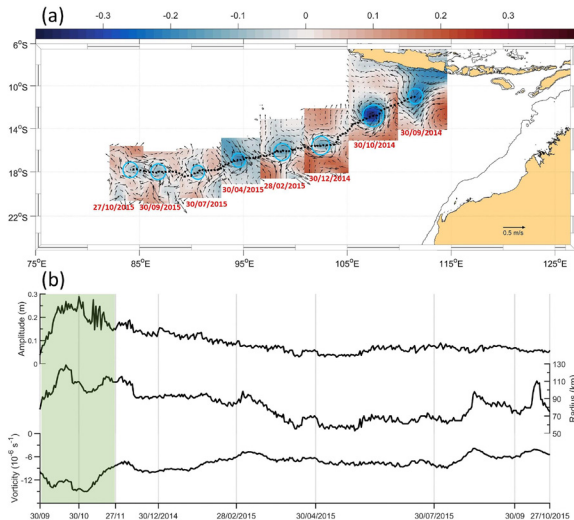 (a)
-0.3 -0.2 -0.1 0 0.1 0.2 0.3
6°S
10°S
14°S
18°S
22°S
30/09/2014
30/10/2014
30/12/2014
28/02/2015
30/04/2015
30/07/2015
27/10/2015 30/09/2015
0.5 m/s
75°E 85°E 95°E 105°E 115°E 125°E
(b)
Amplitude (m)
0.3
0.2
0.1
0
Radius (km)
130
110
90
70
50
Vorticity (10⁻⁶ s⁻¹)
0
-6
-12
30/09 30/10 27/11 30/12/2014 28/02/2015 30/04/2015 30/07/2015 30/09 27/10/2015